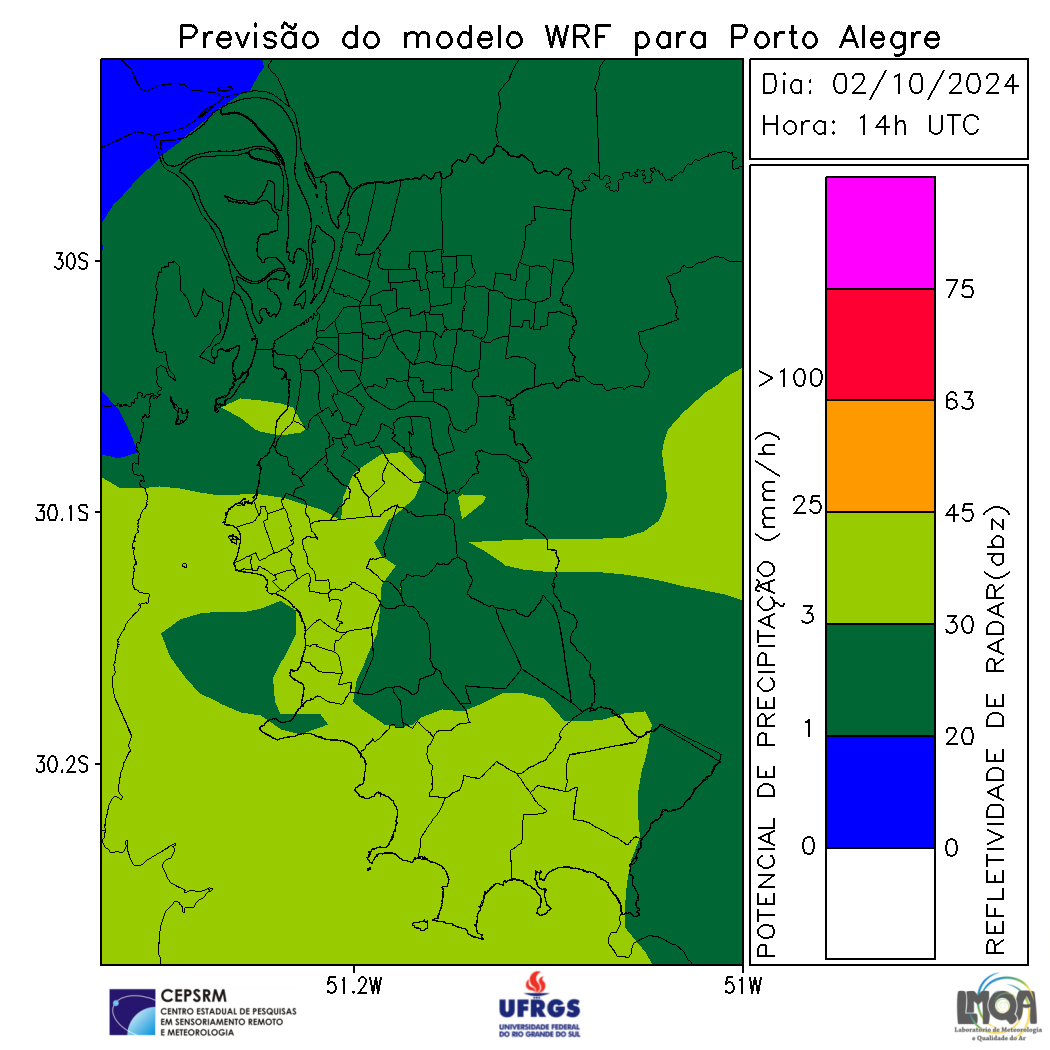 Previsão do modelo WRF para Porto Alegre
Dia: 02/10/2024
Hora: 14h UTC
30S
30.1S
30.2S
51.2W
51W
POTENCIAL DE PRECIPITAÇÃO (mm/h)
>100
25
3
1
0
75
63
45
30
20
0
REFLETIVIDADE DE RADAR(dbz)
CEPSRM
CENTRO ESTADUAL DE PESQUISAS
EM SENSORIAMENTO REMOTO
E METEOROLOGIA
UFRGS
UNIVERSIDADE FEDERAL
DO RIO GRANDE DO SUL
LMQA
Laboratório de Meteorologia
e Qualidade do Ar